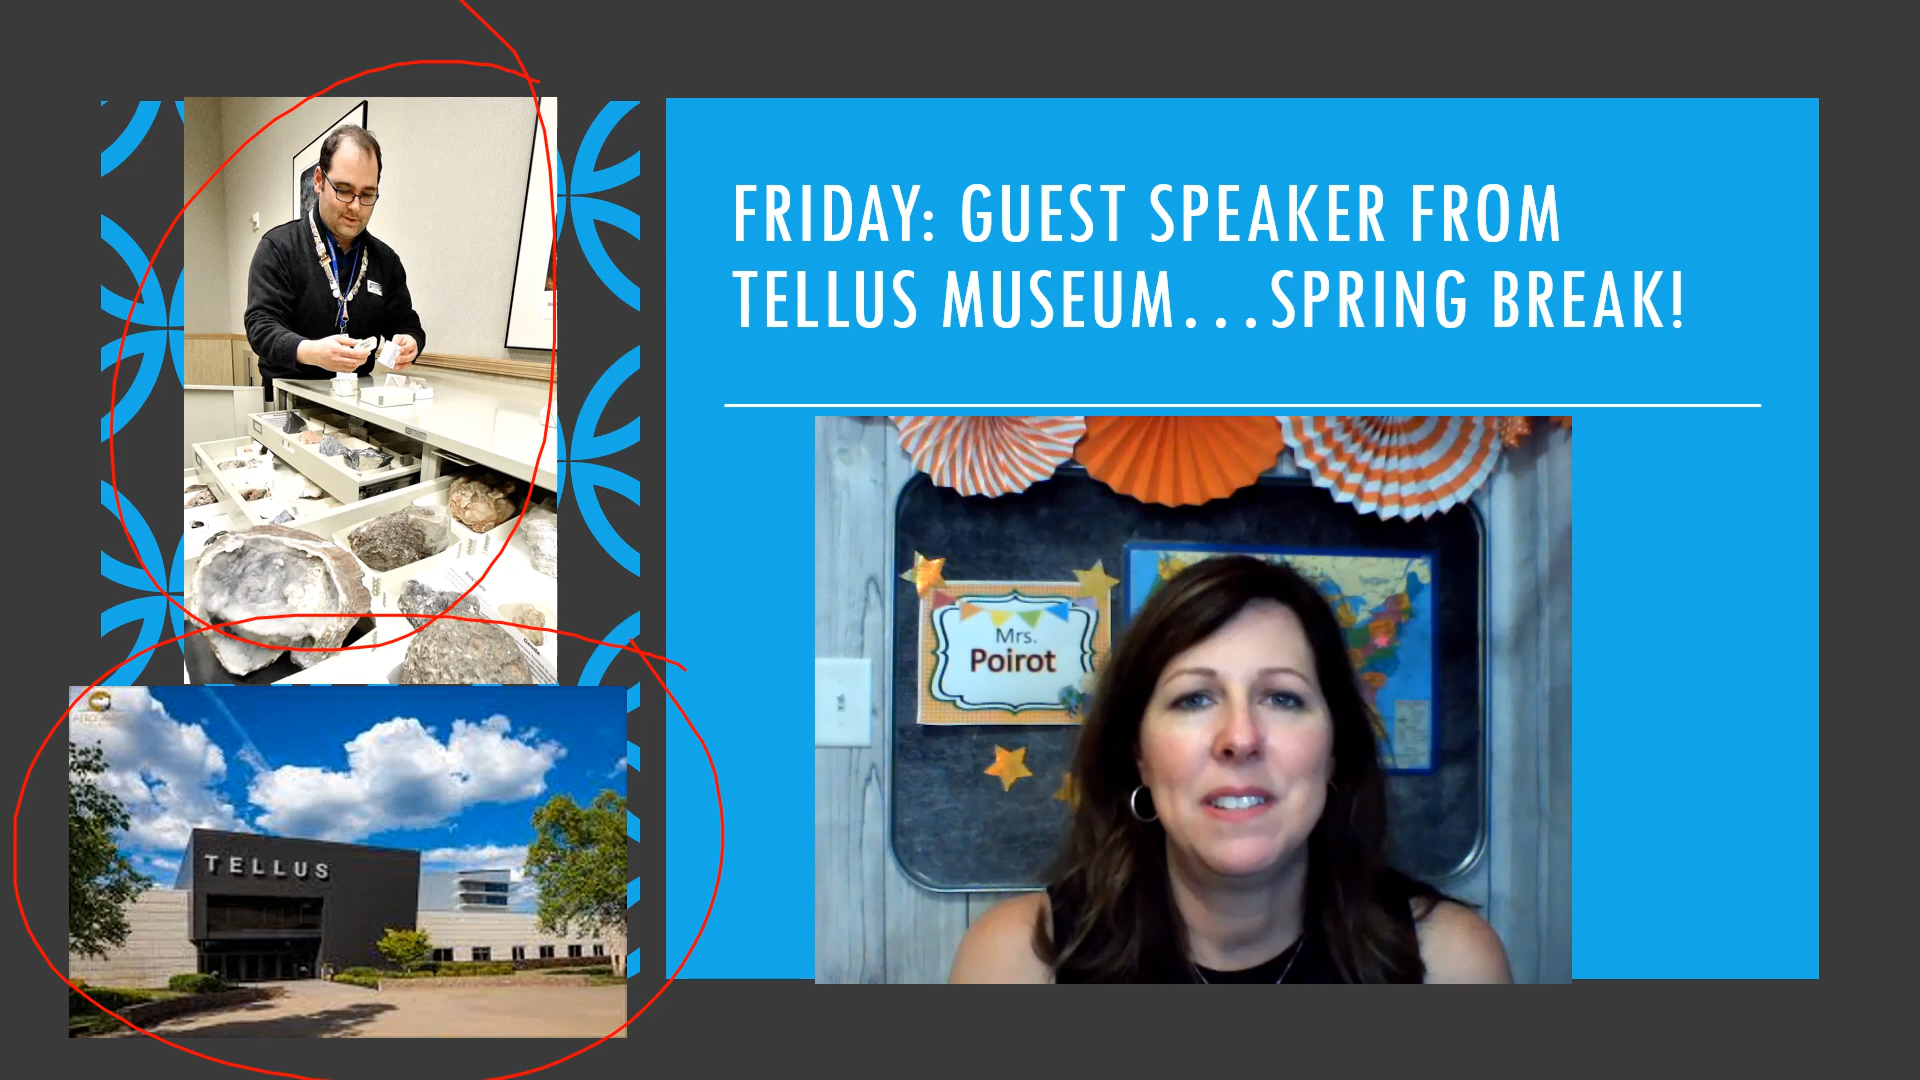 FRIDAY: GUEST SPEAKER FROM
TELLUS MUSEUM...SPRING BREAK!
Mrs.
Poirot
TELLUS